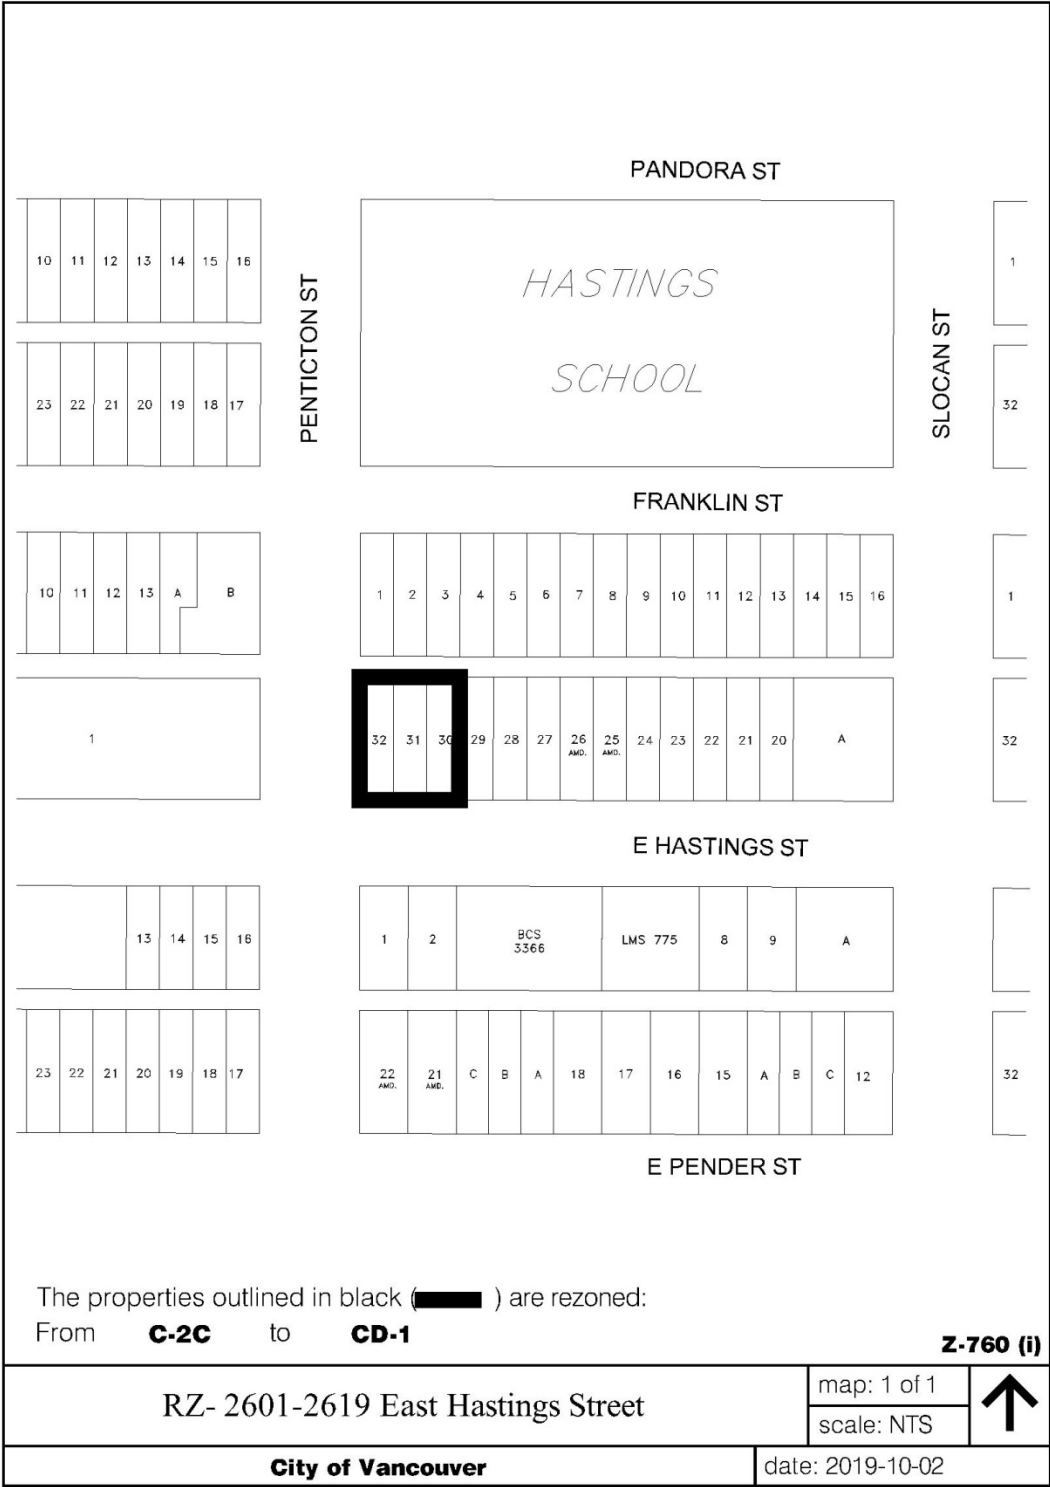 PANDORA ST
10 11 12 13 14 15 16
HASTINGS
1
PENTICTON ST
SLOCAN ST
SCHOOL
23 22 21 20 19 18 17
32
FRANKLIN ST
10 11 12 13 A B
1 2 3 4 5 6 7 8 9 10 11 12 13 14 15 16
1
1
32 31 30 29 28 27 26 25 24 23 22 21 20 A
AMD. AMD.
32
E HASTINGS ST
13 14 15 16
1 2 BCS LMS 775 8 9 A
3366
23 22 21 20 19 18 17
22 21 C B A 18 17 16 15 A B C 12
AMD. AMD.
32
E PENDER ST
The properties outlined in black ( ) are rezoned:
From C-2C to CD-1
Z-760 (i)
RZ- 2601-2619 East Hastings Street
map: 1 of 1
scale: NTS
City of Vancouver
date: 2019-10-02